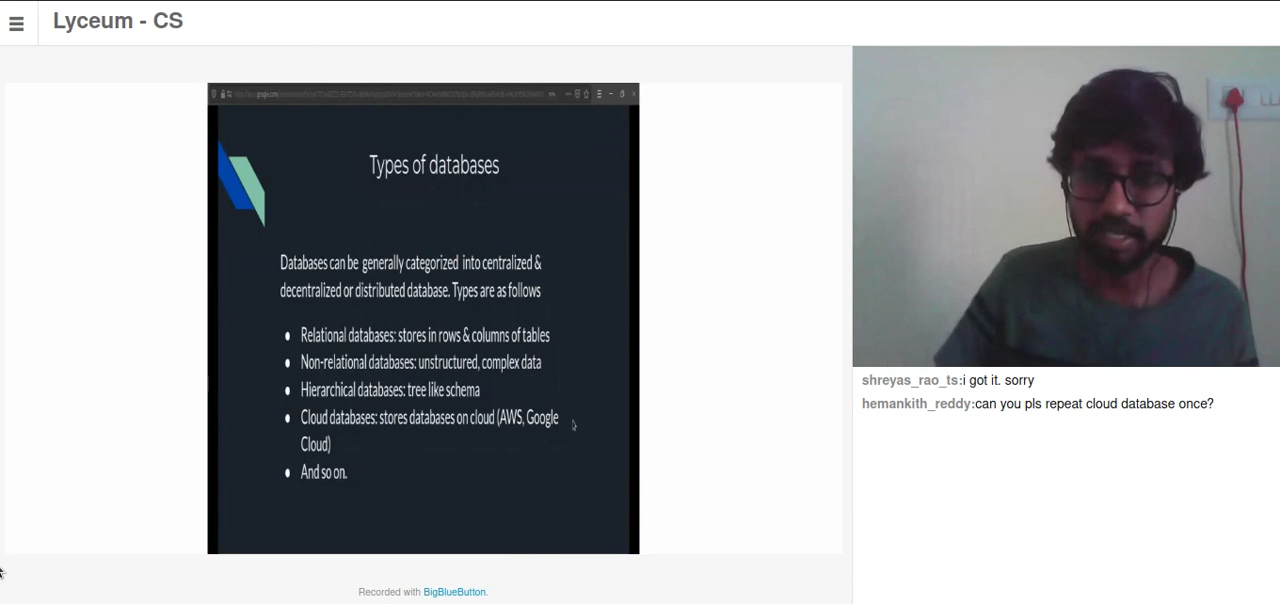 Lyceum - CS
Types of databases
Databases can be generally categorized into centralized &
decentralized or distributed database. Types are as follows
● Relational databases: stores in rows & columns of tables
● Non-relational databases: unstructured, complex data
● Hierarchical databases: tree like schema
● Cloud databases: stores databases on cloud (AWS, Google
Cloud)
● And so on.
shreyas_rao_ts:i got it. sorry
hemankith_reddy:can you pls repeat cloud database once?
Recorded with BigBlueButton.